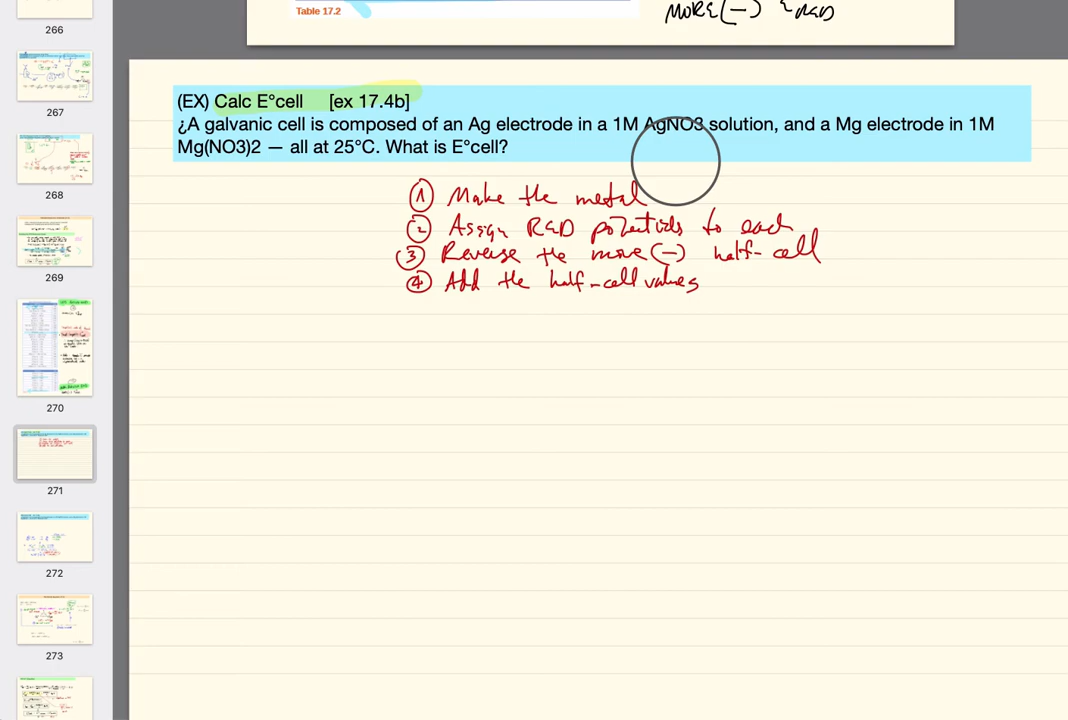 266
Table 17.2
MORE (-) ƐRED
267
(EX) Calc E°cell [ex 17.4b]
¿A galvanic cell is composed of an Ag electrode in a 1M AgNO3 solution, and a Mg electrode in 1M
Mg(NO3)2 — all at 25°C. What is E°cell?
268
① Make the metal
② Assign RED potentials to each
③ Reverse the more (-) half-cell
④ Add the half-cell values
269
270
271
272
273